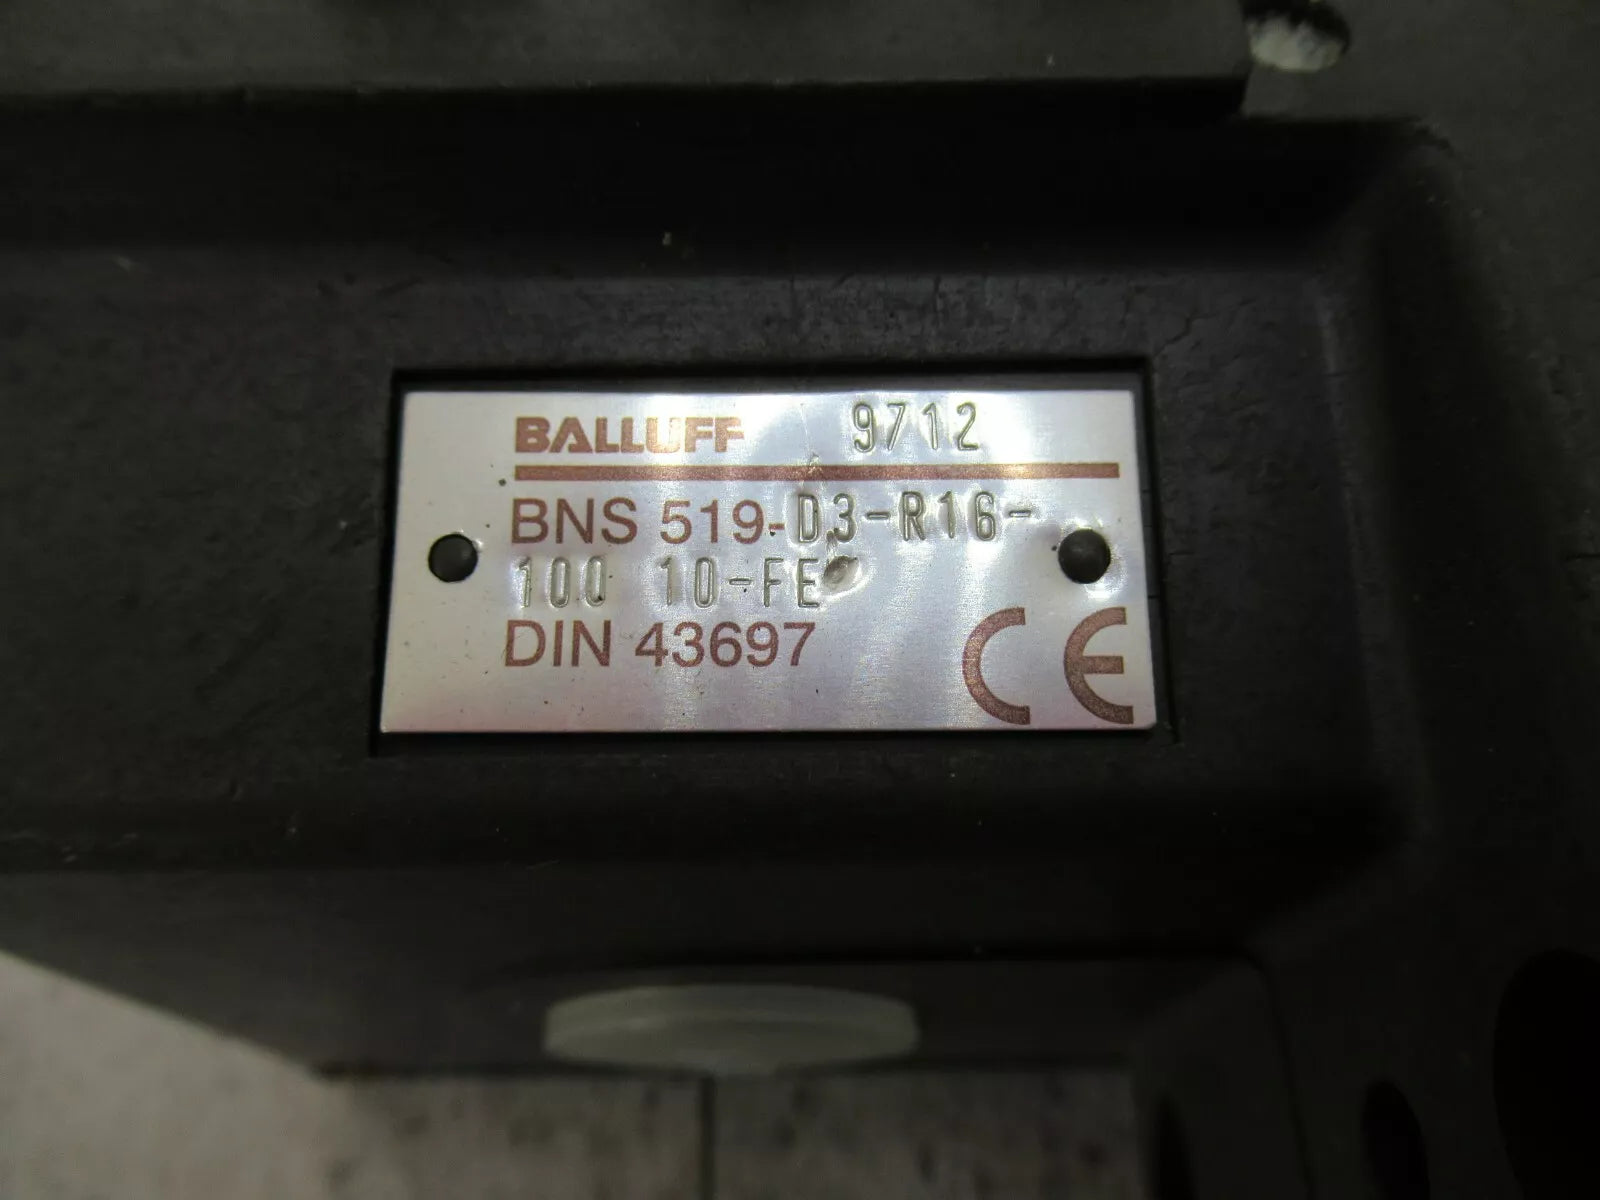 BALLUFF 9712
BNS 519-D3-R16-
100 10-FE
DIN 43697 CE